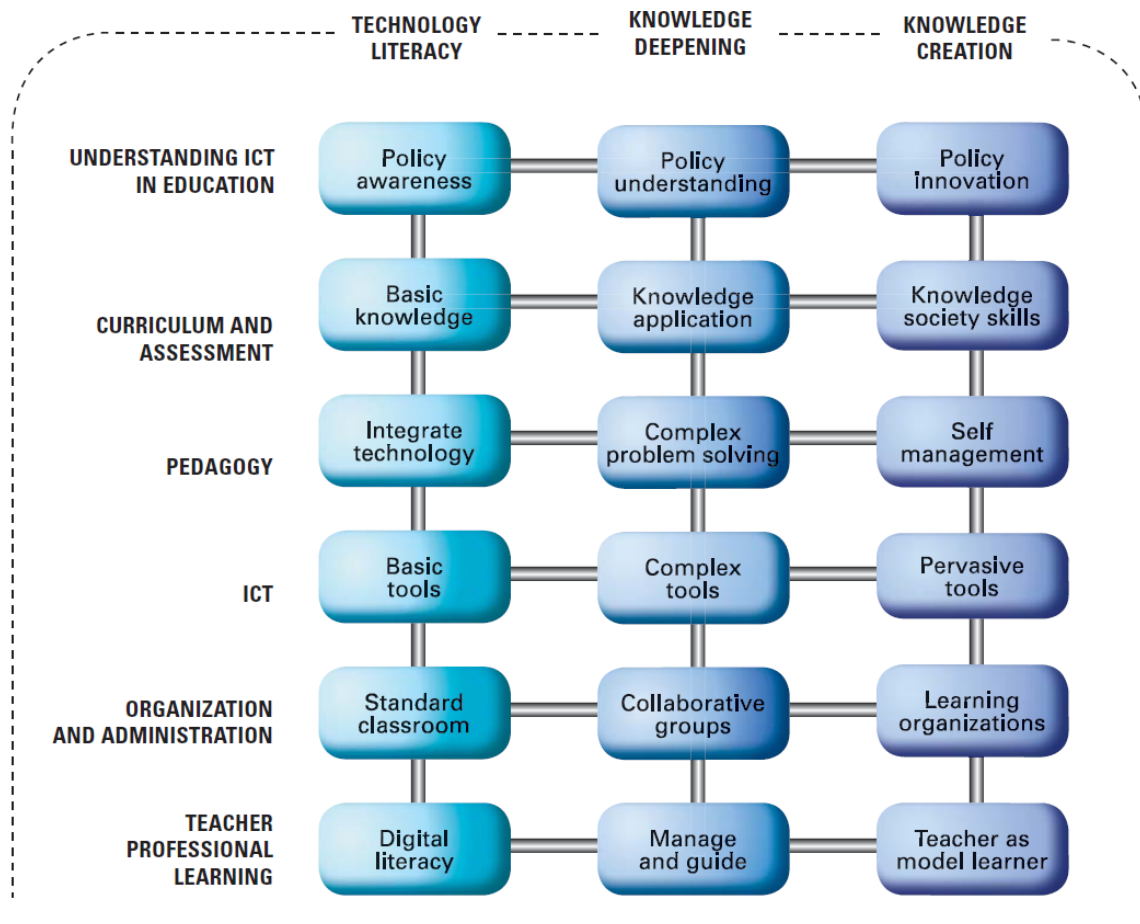 TECHNOLOGY
LITERACY
KNOWLEDGE
DEEPENING
KNOWLEDGE
CREATION
UNDERSTANDING ICT
IN EDUCATION
Policy
awareness
Policy
understanding
Policy
innovation
CURRICULUM AND
ASSESSMENT
Basic
knowledge
Knowledge
application
Knowledge
society skills
PEDAGOGY
Integrate
technology
Complex
problem solving
Self
management
ICT
Basic
tools
Complex
tools
Pervasive
tools
ORGANIZATION
AND ADMINISTRATION
Standard
classroom
Collaborative
groups
Learning
organizations
TEACHER
PROFESSIONAL
LEARNING
Digital
literacy
Manage
and guide
Teacher as
model learner